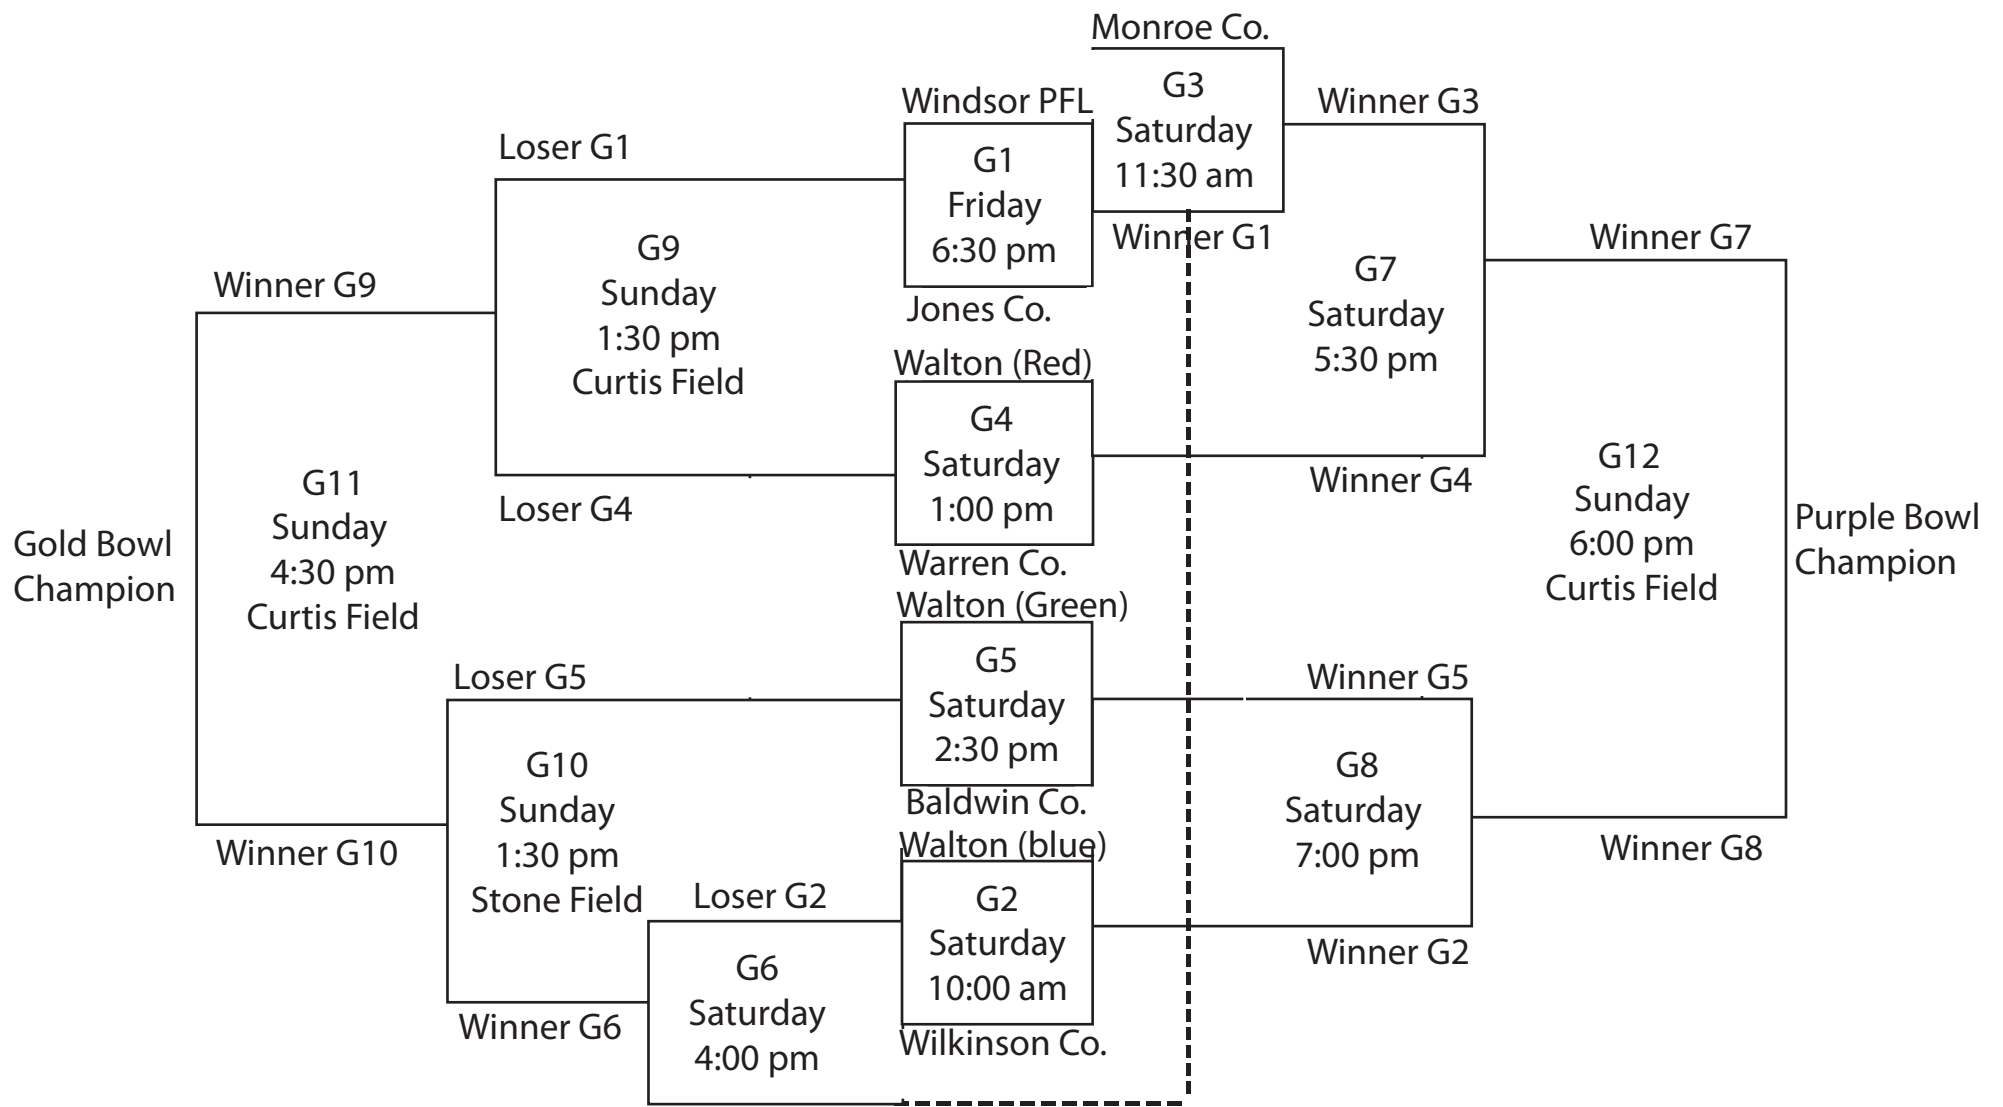 Monroe Co.
G3
Saturday
11:30 am
Winner G3
Windsor PFL
Loser G1
G1
Friday
6:30 pm
Winner G1
Jones Co.
G9
Sunday
1:30 pm
Curtis Field
Winner G9
G7
Saturday
5:30 pm
Winner G7
Walton (Red)
G4
Saturday
1:00 pm
Winner G4
Loser G4
Warren Co.
G11
Sunday
4:30 pm
Curtis Field
Gold Bowl
Champion
G12
Sunday
6:00 pm
Curtis Field
Purple Bowl
Champion
Walton (Green)
Loser G5
G5
Saturday
2:30 pm
Winner G5
Baldwin Co.
G10
Sunday
1:30 pm
Stone Field
Winner G10
G8
Saturday
7:00 pm
Winner G8
Walton (blue)
Loser G2
G2
Saturday
10:00 am
Winner G2
Wilkinson Co.
G6
Saturday
4:00 pm
Winner G6